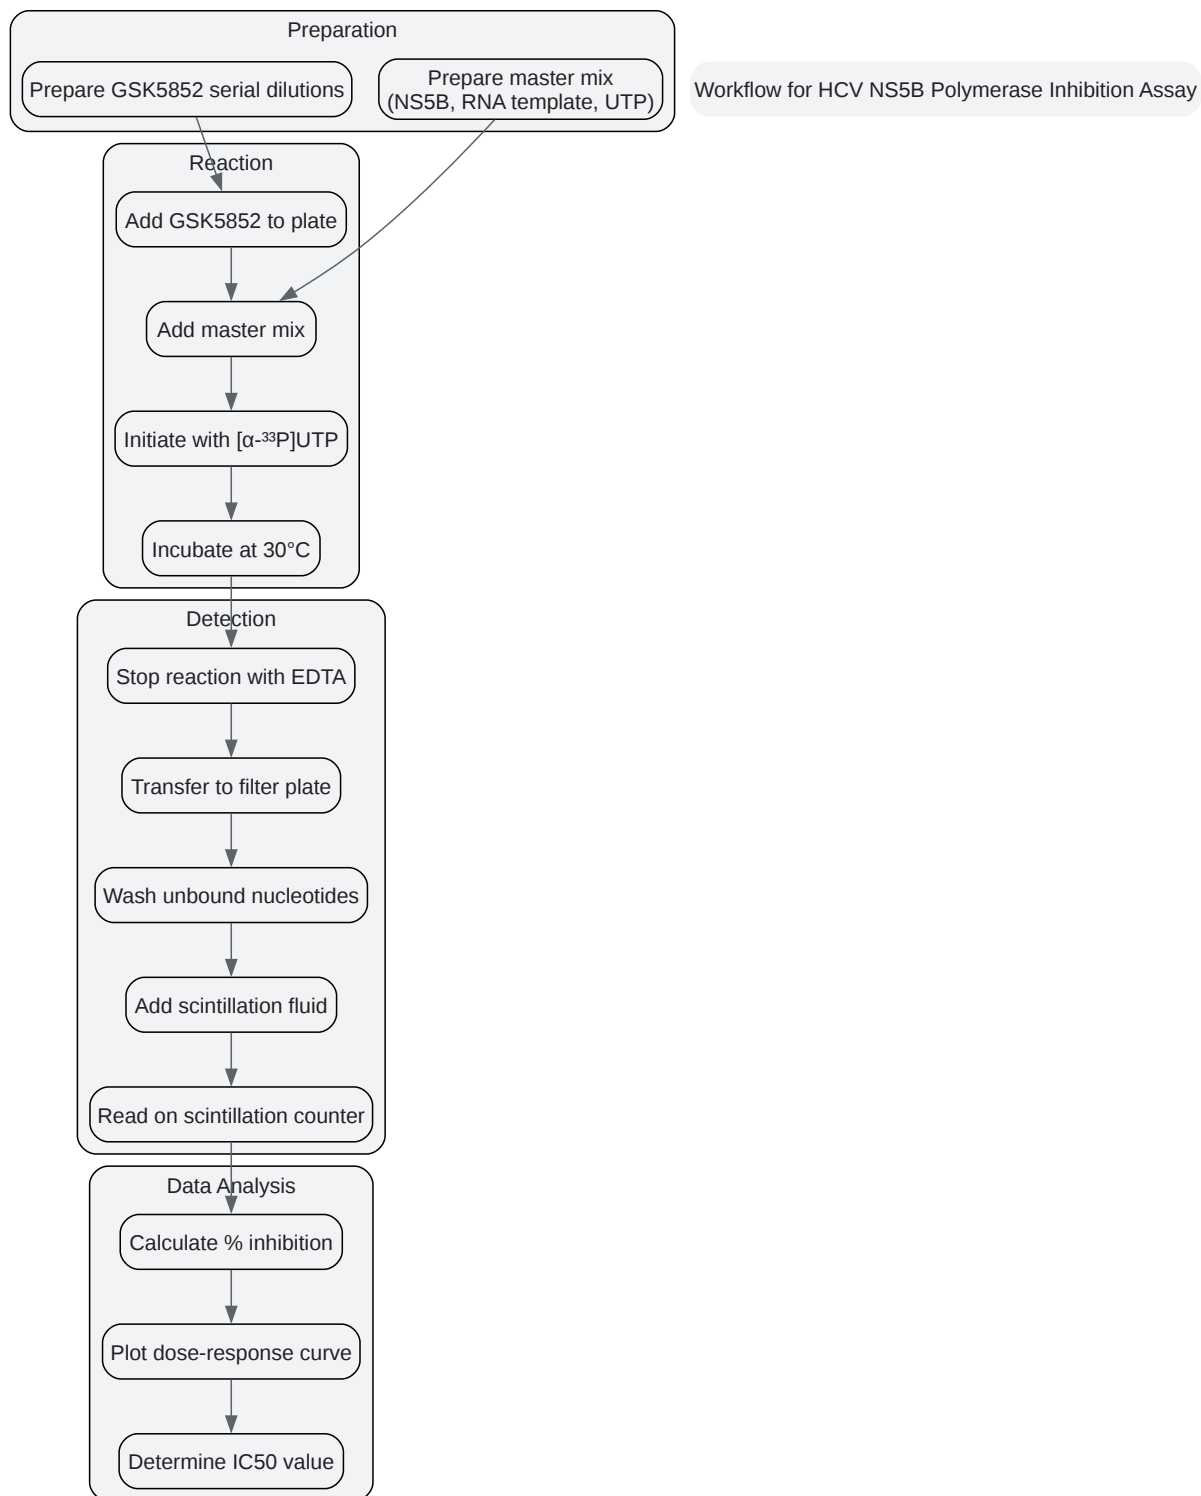 Preparation
Prepare GSK5852 serial dilutions
Prepare master mix
(NS5B, RNA template, UTP)
Workflow for HCV NS5B Polymerase Inhibition Assay
Reaction
Add GSK5852 to plate
Add master mix
Initiate with [α-³³P]UTP
Incubate at 30°C
Detection
Stop reaction with EDTA
Transfer to filter plate
Wash unbound nucleotides
Add scintillation fluid
Read on scintillation counter
Data Analysis
Calculate % inhibition
Plot dose-response curve
Determine IC50 value